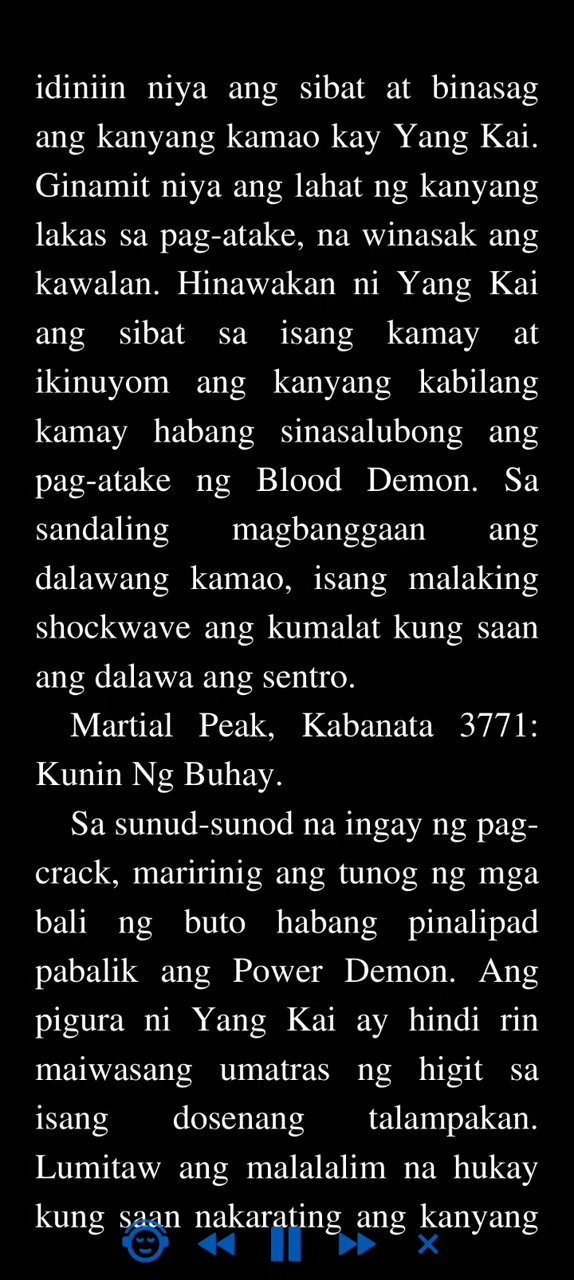 idiniin niya ang sibat at binasag
ang kanyang kamao kay Yang Kai.
Ginamit niya ang lahat ng kanyang
lakas sa pag-atake, na winasak ang
kawalan. Hinawakan ni Yang Kai
ang sibat sa isang kamay at
ikinuyom ang kanyang kabilang
kamay habang sinasalubong ang
pag-atake ng Blood Demon. Sa
sandaling magbanggaan ang
dalawang kamao, isang malaking
shockwave ang kumalat kung saan
ang dalawa ang sentro.
Martial Peak, Kabanata 3771:
Kunin Ng Buhay.
Sa sunud-sunod na ingay ng pag-
crack, maririnig ang tunog ng mga
bali ng buto habang pinalipad
pabalik ang Power Demon. Ang
pigura ni Yang Kai ay hindi rin
maiwasang umatras ng higit sa
isang dosenang talampakan.
Lumitaw ang malalalim na hukay
kung saan nakarating ang kanyang